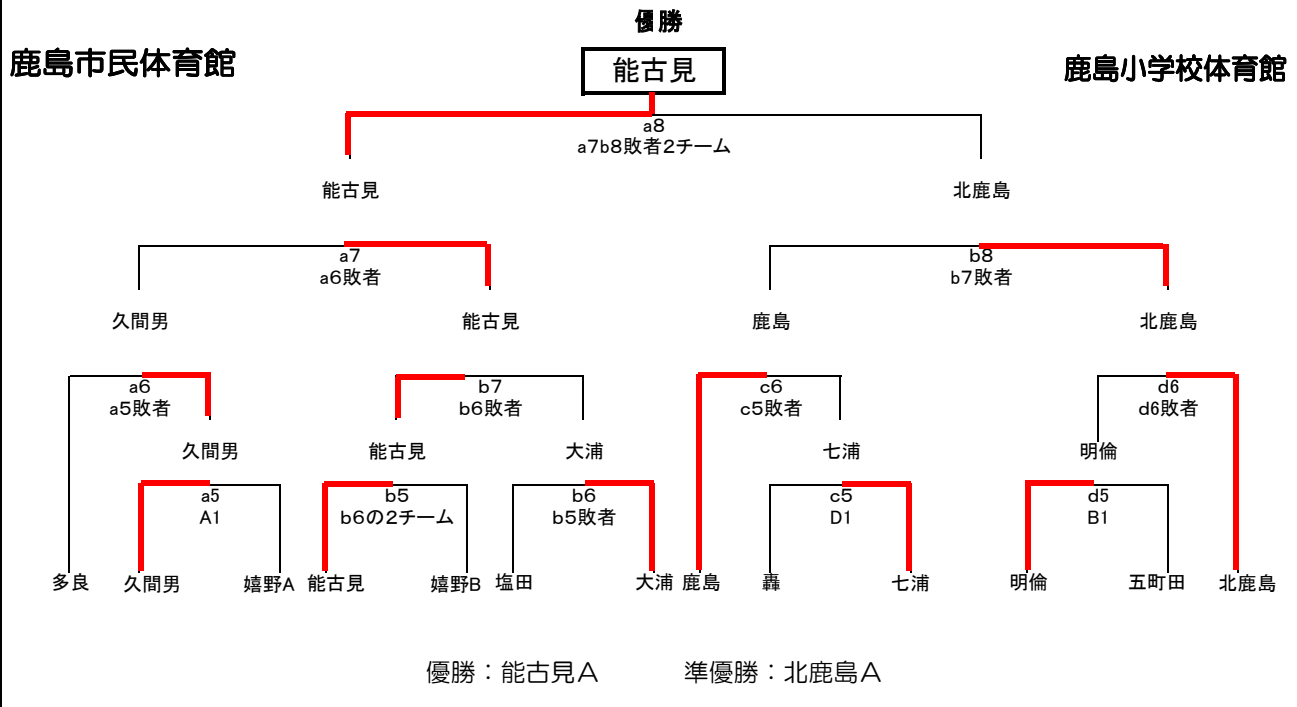 優勝
鹿島市民体育館 能古見 鹿島小学校体育館
a8
a7b8敗者2チーム
能古見 北鹿島
a7 b8
a6敗者 b7敗者
久間男 能古見 鹿島 北鹿島
a6 b7 c6 d6
a5敗者 b6敗者 c5敗者 d6敗者
久間男 能古見 大浦 七浦 明倫
a5 b5 b6 c5 d5
A1 b6の2チーム b5敗者 D1 B1
多良 久間男 嬉野A 能古見 嬉野B 塩田 大浦 鹿島 轟 七浦 明倫 五町田 北鹿島
優勝：能古見A 準優勝：北鹿島A